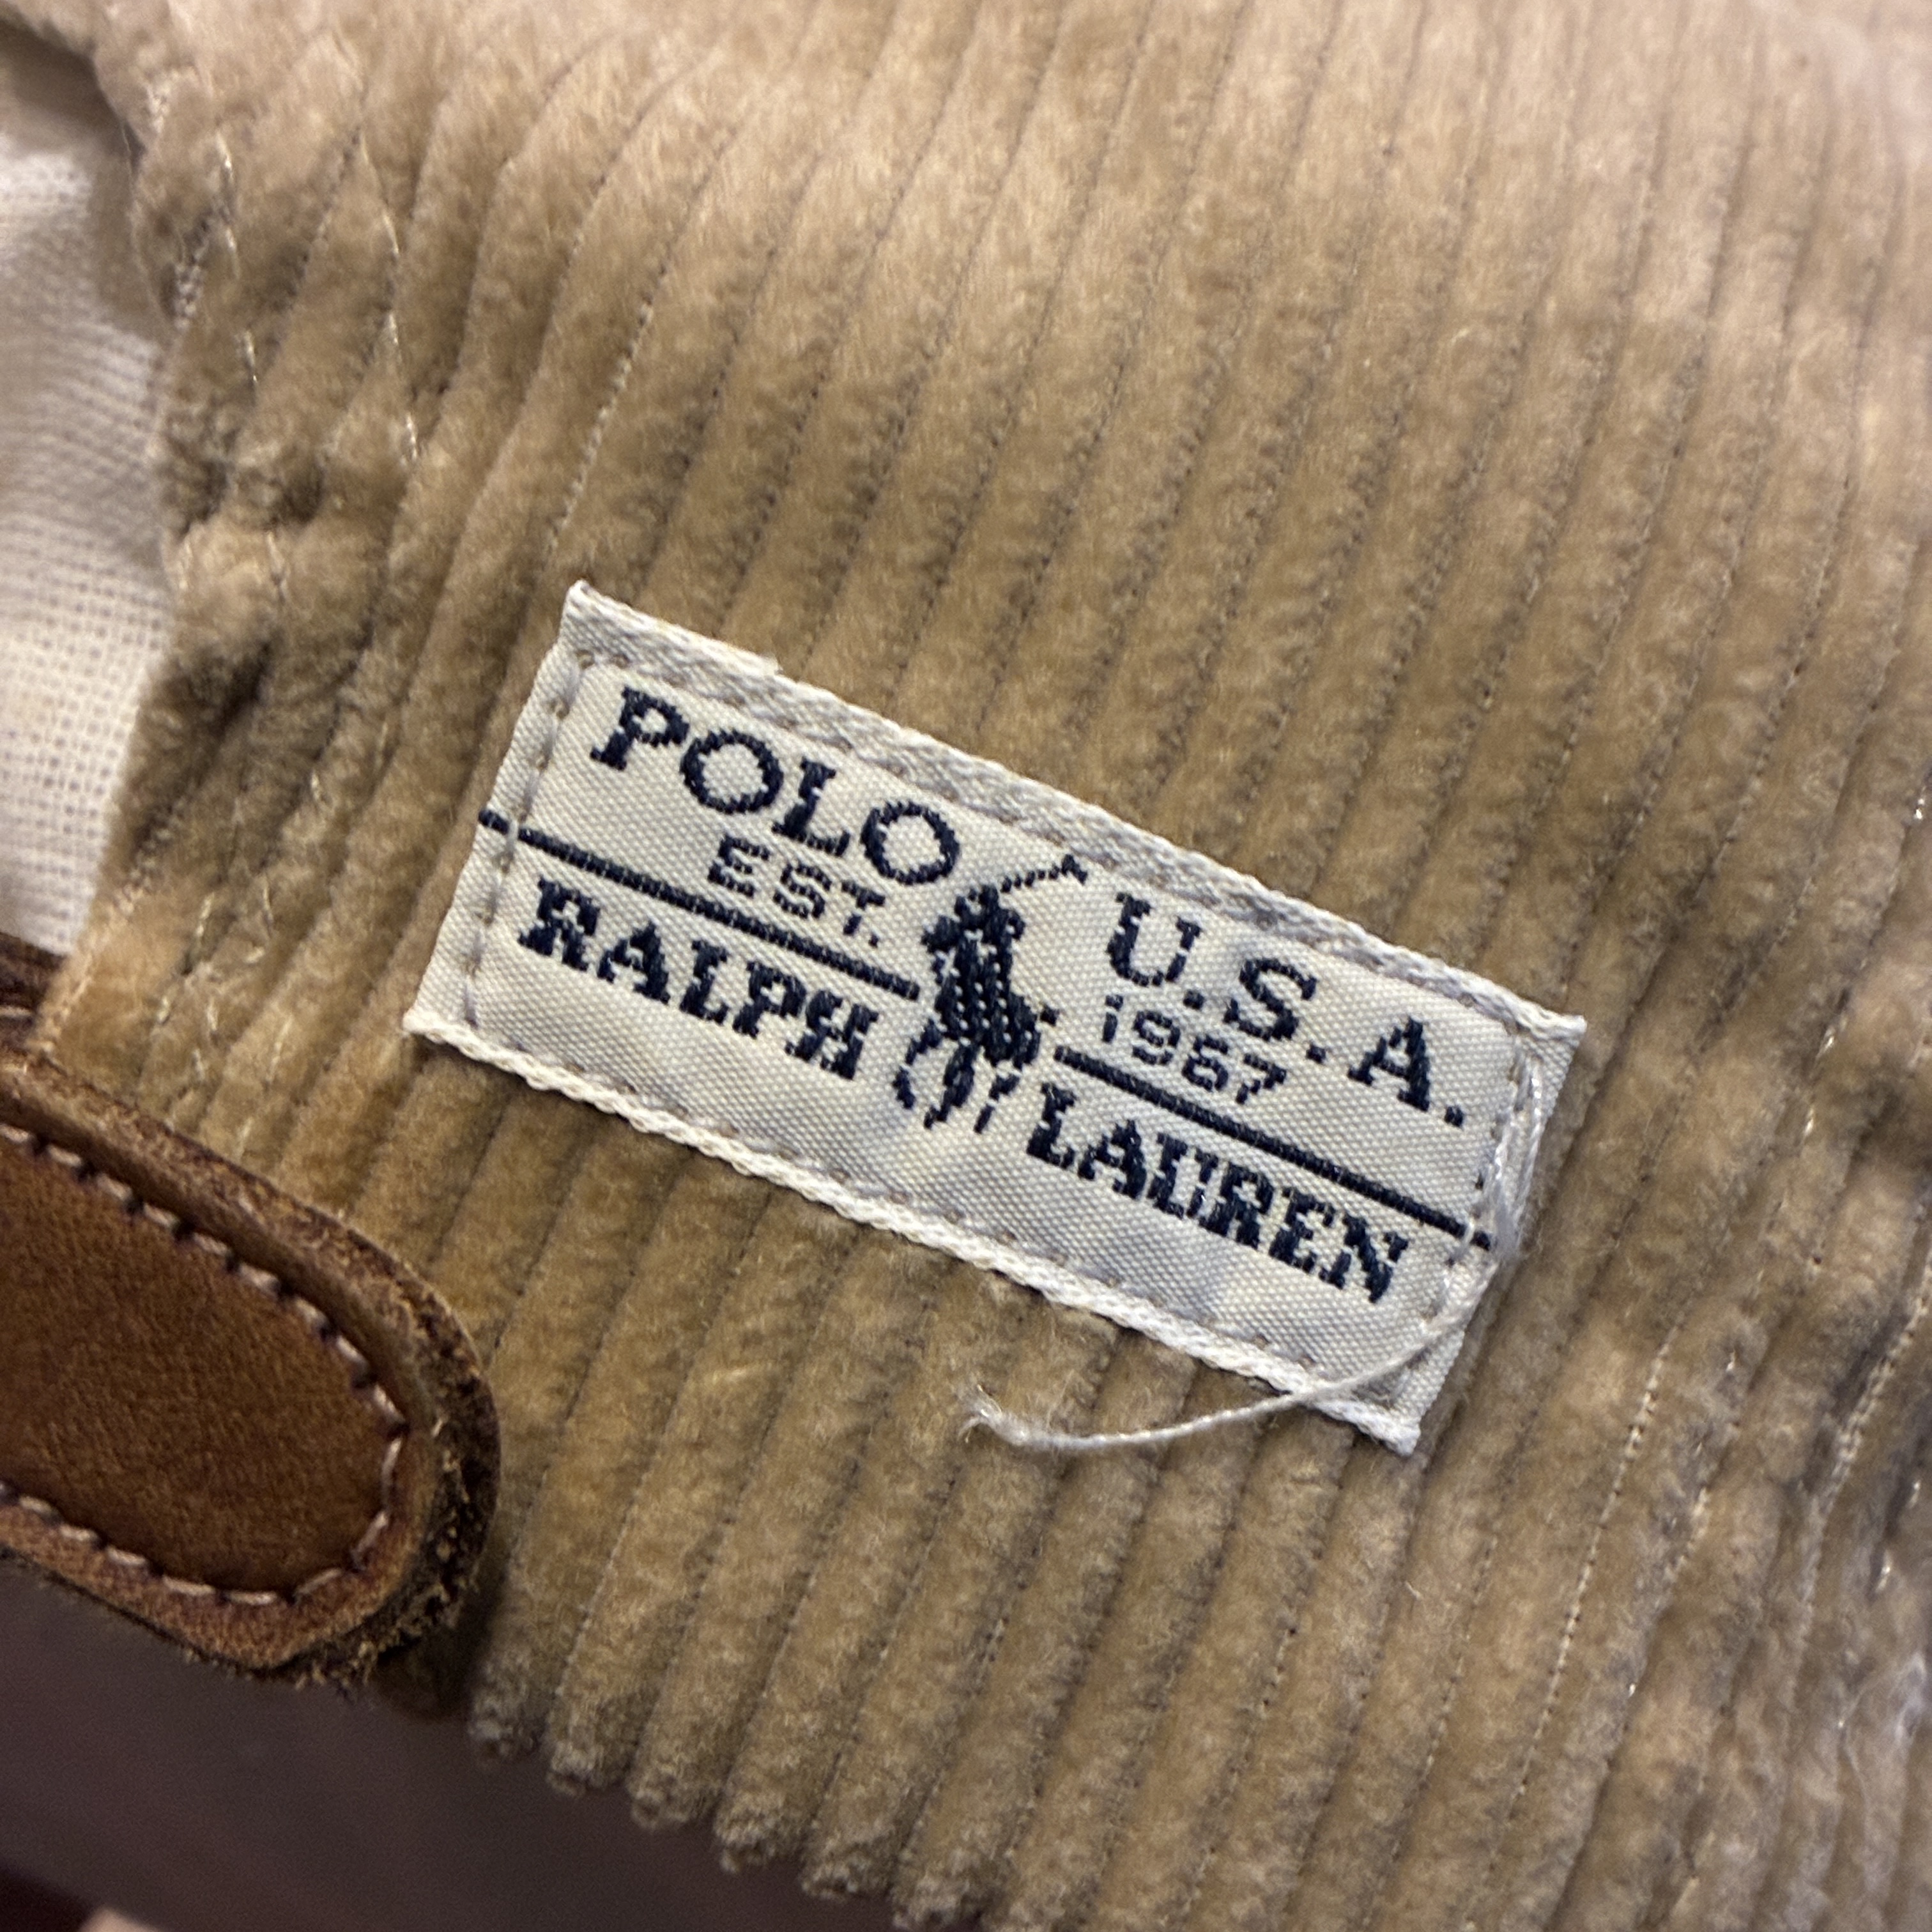 POLO U.S.A.
EST. 1967
RALPH LAUREN